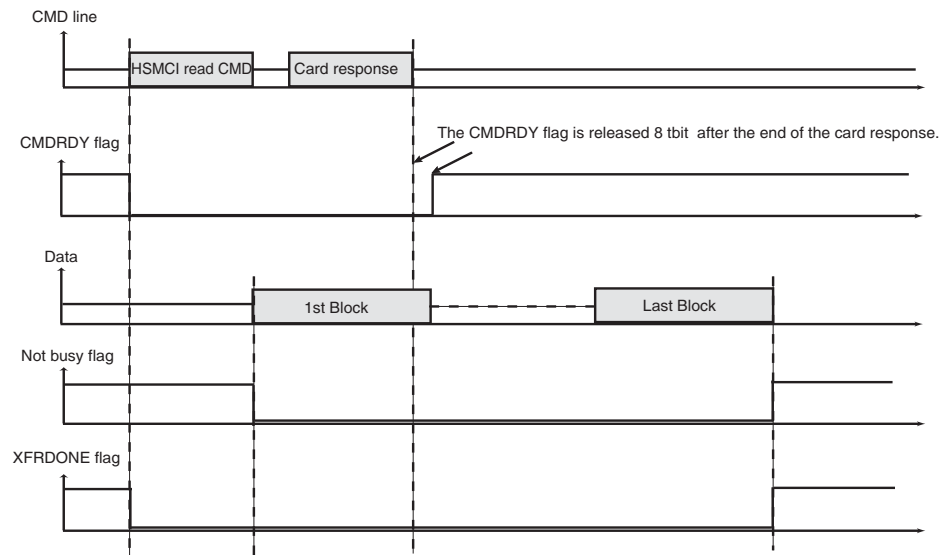 CMD line
HSMCI read CMD
Card response
CMDRDY flag
The CMDRDY flag is released 8 tbit after the end of the card response.
Data
1st Block
Last Block
Not busy flag
XFRDONE flag